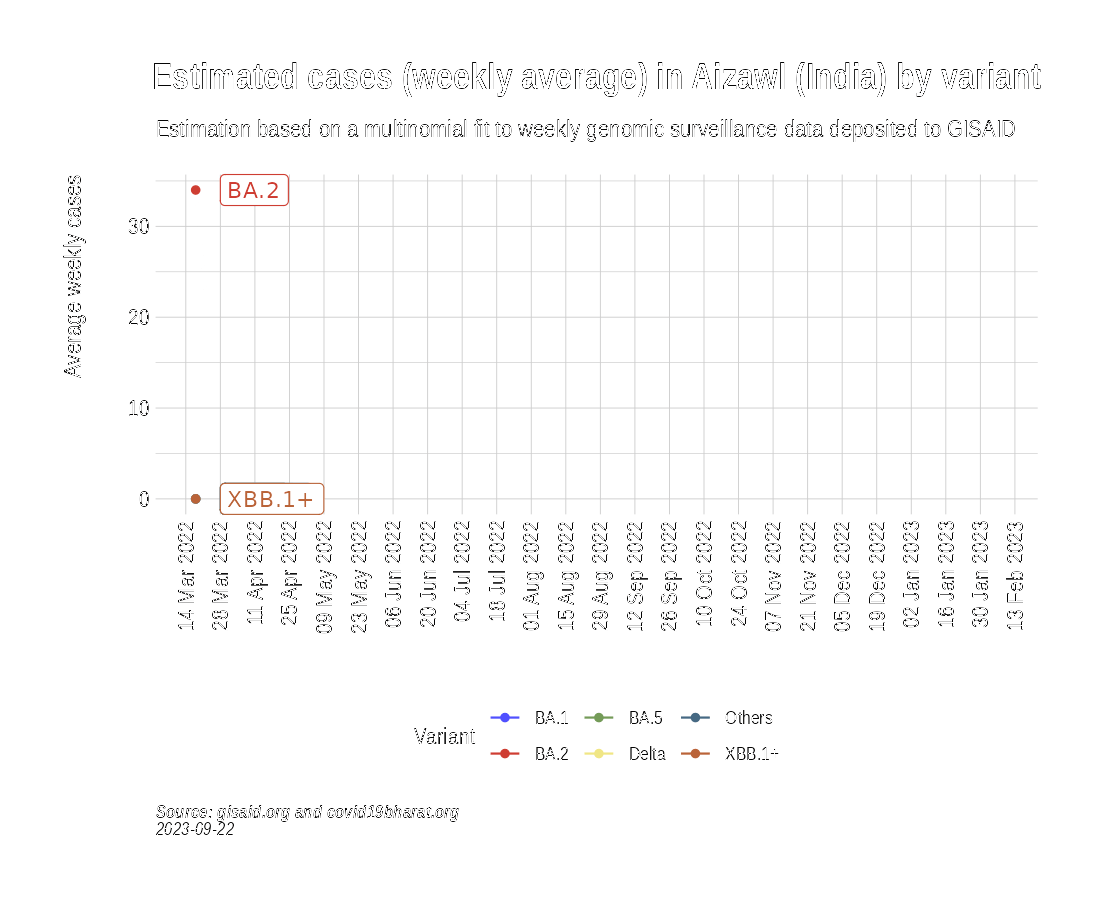 Estimated cases (weekly average) in Aizawl (India) by variant
Estimation based on a multinomial fit to weekly genomic surveillance data deposited to GISAID
Average weekly cases
30
20
10
0
BA.2
XBB.1+
14 Mar 2022
28 Mar 2022
11 Apr 2022
25 Apr 2022
09 May 2022
23 May 2022
06 Jun 2022
20 Jun 2022
04 Jul 2022
18 Jul 2022
01 Aug 2022
15 Aug 2022
29 Aug 2022
12 Sep 2022
26 Sep 2022
10 Oct 2022
24 Oct 2022
07 Nov 2022
21 Nov 2022
05 Dec 2022
19 Dec 2022
02 Jan 2023
16 Jan 2023
30 Jan 2023
13 Feb 2023
Variant
BA.1
BA.5
Others
BA.2
Delta
XBB.1+
Source: gisaid.org and covid19bharat.org
2023-09-22